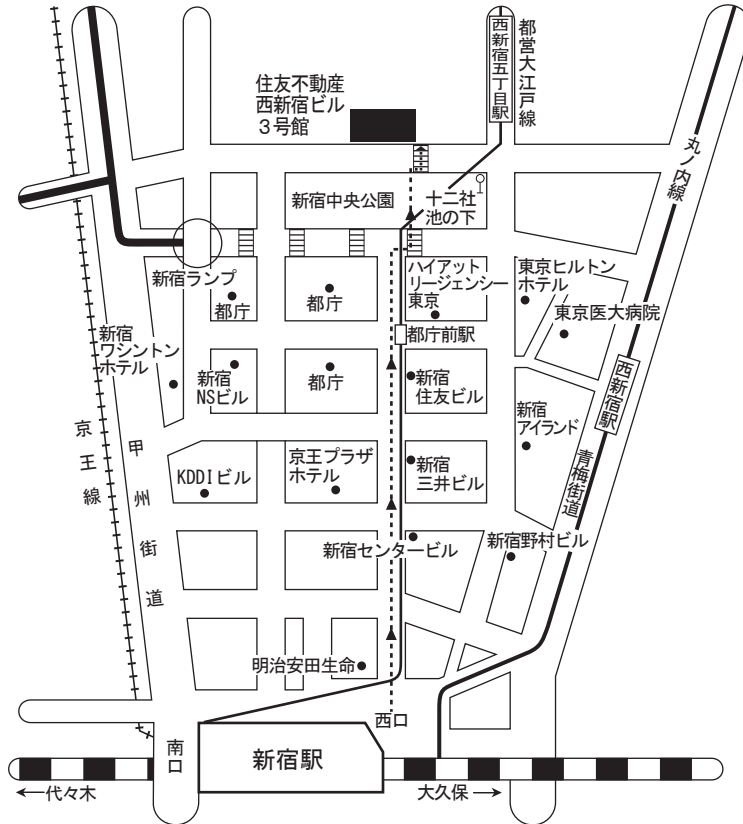 住友不動産
西新宿ビル
３号館
都営大江戸線
西新宿五丁目駅
丸ノ内線
新宿中央公園
十二社
池の下
新宿ランプ
都庁
都庁
ハイアット
リージェンシー
東京
東京ヒルトン
ホテル
東京医大病院
都庁前駅
新宿
ワシントン
ホテル
新宿
NSビル
都庁
新宿
住友ビル
西新宿駅
新宿
アイランド
京王線
甲州街道
KDDIビル
京王プラザ
ホテル
新宿
三井ビル
青梅街道
新宿センタービル
新宿野村ビル
明治安田生命
西口
南口
新宿駅
←代々木
大久保→